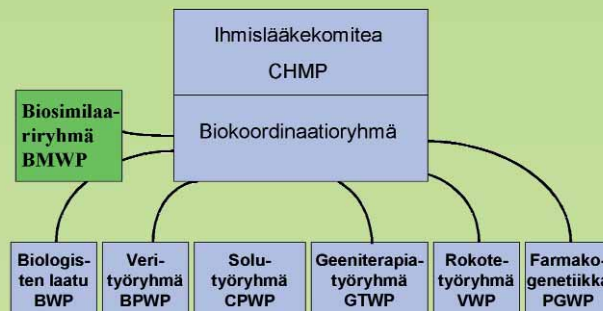 Ihmislääkekomitea
CHMP
Biokoordinaatioryhmä
Biosimilaa-
riryhmä
BMWP
Biologis-
ten laatu
BWP
Veri-
työryhmä
BPWP
Solu-
työryhmä
CPWP
Geeniterapia-
työryhmä
GTWP
Rokote-
työryhmä
VWP
Farmako-
genetiikka
PGWP